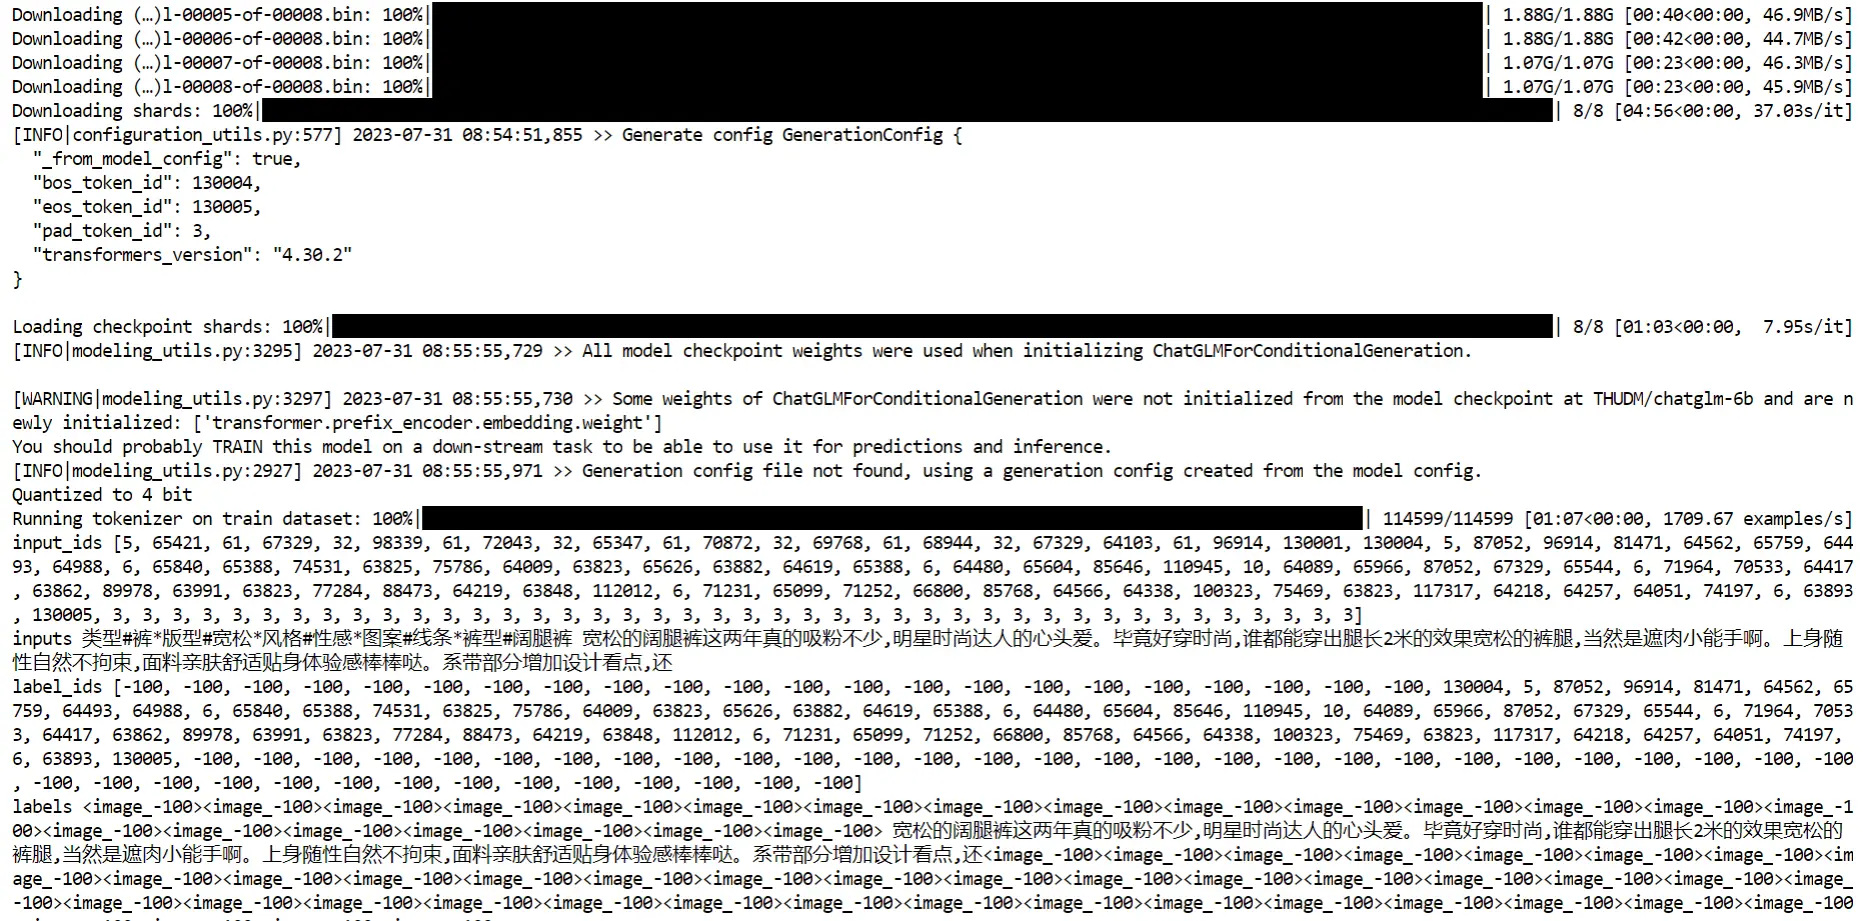 Downloading (…)l-00005-of-00008.bin: 100%| | 1.88G/1.88G [00:40<00:00, 46.9MB/s]
Downloading (…)l-00006-of-00008.bin: 100%| | 1.88G/1.88G [00:42<00:00, 44.7MB/s]
Downloading (…)l-00007-of-00008.bin: 100%| | 1.07G/1.07G [00:23<00:00, 46.3MB/s]
Downloading (…)l-00008-of-00008.bin: 100%| | 1.07G/1.07G [00:23<00:00, 45.9MB/s]
Downloading shards: 100%| | 8/8 [04:56<00:00, 37.03s/it]
[INFO|configuration_utils.py:577] 2023-07-31 08:54:51,855 >> Generate config GenerationConfig {
  "_from_model_config": true,
  "bos_token_id": 130004,
  "eos_token_id": 130005,
  "pad_token_id": 3,
  "transformers_version": "4.30.2"
}
Loading checkpoint shards: 100%| | 8/8 [01:03<00:00,  7.95s/it]
[INFO|modeling_utils.py:3295] 2023-07-31 08:55:55,729 >> All model checkpoint weights were used when initializing ChatGLMForConditionalGeneration.
[WARNING|modeling_utils.py:3297] 2023-07-31 08:55:55,730 >> Some weights of ChatGLMForConditionalGeneration were not initialized from the model checkpoint at THUDM/chatglm-6b and are n
ewly initialized: ['transformer.prefix_encoder.embedding.weight']
You should probably TRAIN this model on a down-stream task to be able to use it for predictions and inference.
[INFO|modeling_utils.py:2927] 2023-07-31 08:55:55,971 >> Generation config file not found, using a generation config created from the model config.
Quantized to 4 bit
Running tokenizer on train dataset: 100%| | 114599/114599 [01:07<00:00, 1709.67 examples/s]
input_ids [5, 65421, 61, 67329, 32, 98339, 61, 72043, 32, 65347, 61, 70872, 32, 69768, 61, 68944, 32, 67329, 64103, 61, 96914, 130001, 130004, 5, 87052, 96914, 81471, 64562, 65759, 644
93, 64988, 6, 65840, 65388, 74531, 63825, 75786, 64009, 63823, 65626, 63882, 64619, 65388, 6, 64480, 65604, 85646, 110945, 10, 64089, 65966, 87052, 67329, 65544, 6, 71964, 70533, 64417
, 63862, 89978, 63991, 63823, 77284, 88473, 64219, 63848, 112012, 6, 71231, 65099, 71252, 66800, 85768, 64566, 64338, 100323, 75469, 63823, 117317, 64218, 64257, 64051, 74197, 6, 63893
, 130005, 3, 3, 3, 3, 3, 3, 3, 3, 3, 3, 3, 3, 3, 3, 3, 3, 3, 3, 3, 3, 3, 3, 3, 3, 3, 3, 3, 3, 3, 3, 3, 3, 3, 3, 3, 3, 3, 3, 3, 3, 3, 3]
inputs 类型#裤*版型#宽松*风格#性感*图案#线条*裤型#阔腿裤 宽松的阔腿裤这两年真的吸粉不少,明星时尚达人的心头爱。毕竟好穿时尚,谁都能穿出腿长2米的效果宽松的裤腿,当然是遮肉小能手啊。上身随
性自然不拘束,面料亲肤舒适贴身体验感棒棒哒。系带部分增加设计看点,还
label_ids [-100, -100, -100, -100, -100, -100, -100, -100, -100, -100, -100, -100, -100, -100, -100, -100, -100, -100, -100, -100, -100, -100, 130004, 5, 87052, 96914, 81471, 64562, 65
759, 64493, 64988, 6, 65840, 65388, 74531, 63825, 75786, 64009, 63823, 65626, 63882, 64619, 65388, 6, 64480, 65604, 85646, 110945, 10, 64089, 65966, 87052, 67329, 65544, 6, 71964, 7053
3, 64417, 63862, 89978, 63991, 63823, 77284, 88473, 64219, 63848, 112012, 6, 71231, 65099, 71252, 66800, 85768, 64566, 64338, 100323, 75469, 63823, 117317, 64218, 64257, 64051, 74197,
6, 63893, 130005, -100, -100, -100, -100, -100, -100, -100, -100, -100, -100, -100, -100, -100, -100, -100, -100, -100, -100, -100, -100, -100, -100, -100, -100, -100, -100, -100, -100
, -100, -100, -100, -100, -100, -100, -100, -100, -100, -100, -100, -100, -100, -100]
labels <image_-100><image_-100><image_-100><image_-100><image_-100><image_-100><image_-100><image_-100><image_-100><image_-100><image_-100><image_-100><image_-100><image_-100><image_-1
00><image_-100><image_-100><image_-100><image_-100><image_-100><image_-100><image_-100> 宽松的阔腿裤这两年真的吸粉不少,明星时尚达人的心头爱。毕竟好穿时尚,谁都能穿出腿长2米的效果宽松的
裤腿,当然是遮肉小能手啊。上身随性自然不拘束,面料亲肤舒适贴身体验感棒棒哒。系带部分增加设计看点,还<image_-100><image_-100><image_-100><image_-100><image_-100><image_-100><image_-100><im
age_-100><image_-100><image_-100><image_-100><image_-100><image_-100><image_-100><image_-100><image_-100><image_-100><image_-100><image_-100><image_-100><image_-100><image_-100><image_
-100><image_-100><image_-100><image_-100><image_-100><image_-100><image_-100><image_-100><image_-100><image_-100><image_-100><image_-100><image_-100><image_-100><image_-100><image_-100